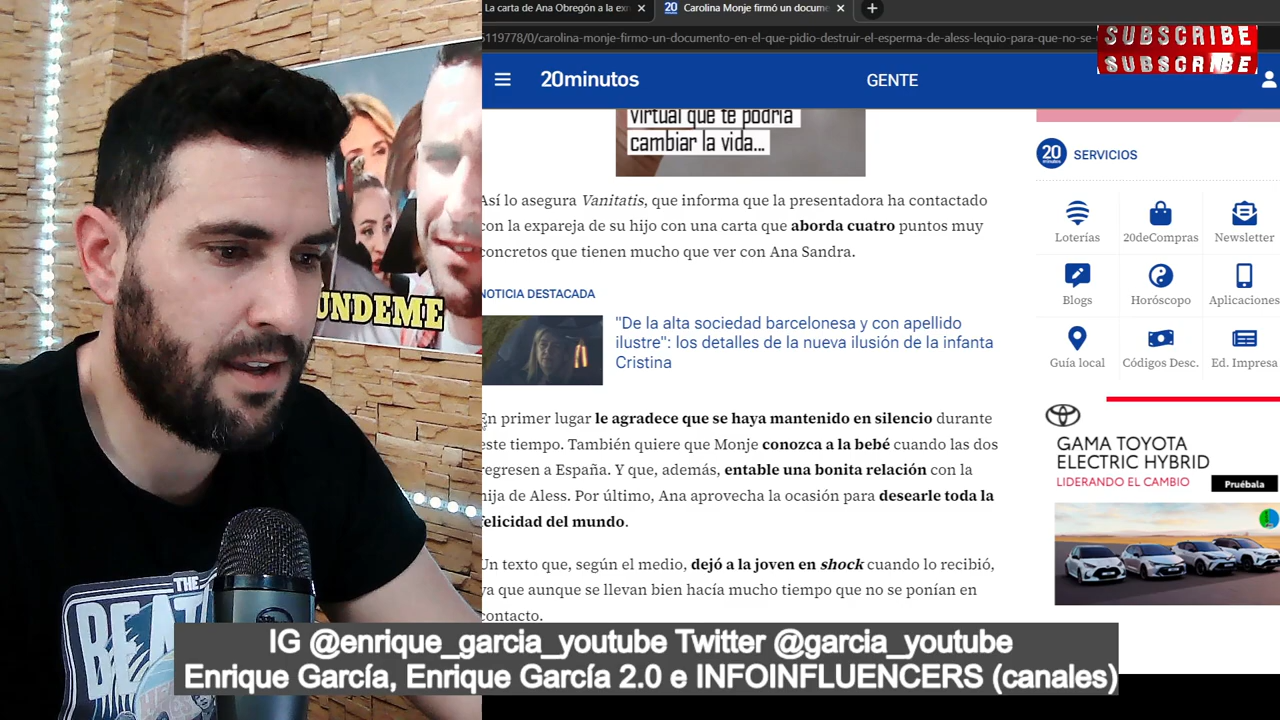 La carta de Ana Obregón a la ex
Carolina Monje firmó un docume
5119778/0/carolina-monje-firmo-un-documento-en-el-que-pidio-destruir-el-esperma-de-aless-lequio-para-que-no-se-
SUBSCRIBE
SUBSCRIBE
20minutos
GENTE
virtual que te podría
cambiar la vida...
20 minutos
SERVICIOS
Así lo asegura Vanitatis, que informa que la presentadora ha contactado
con la expareja de su hijo con una carta que aborda cuatro puntos muy
concretos que tienen mucho que ver con Ana Sandra.
Loterías
20deCompras
Newsletter
NOTICIA DESTACADA
Blogs
Horóscopo
Aplicaciones
"De la alta sociedad barcelonesa y con apellido
ilustre": los detalles de la nueva ilusión de la infanta
Cristina
Guía local
Códigos Desc.
Ed. Impresa
ÚNDEME
En primer lugar le agradece que se haya mantenido en silencio durante
este tiempo. También quiere que Monje conozca a la bebé cuando las dos
regresen a España. Y que, además, entable una bonita relación con la
hija de Aless. Por último, Ana aprovecha la ocasión para desearle toda la
felicidad del mundo.
GAMA TOYOTA
ELECTRIC HYBRID
LIDERANDO EL CAMBIO
Pruébala
Un texto que, según el medio, dejó a la joven en shock cuando lo recibió,
ya que aunque se llevan bien hacía mucho tiempo que no se ponían en
contacto.
THE
BEAT
IG @enrique_garcia_youtube Twitter @garcia_youtube
Enrique García, Enrique García 2.0 e INFOINFLUENCERS (canales)